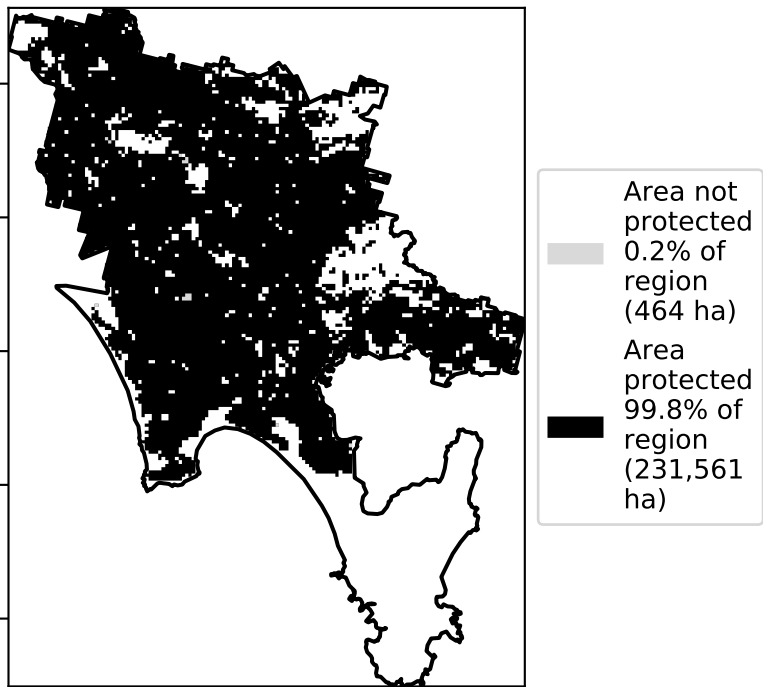 Area not
protected
0.2% of
region
(464 ha)
Area
protected
99.8% of
region
(231,561
ha)